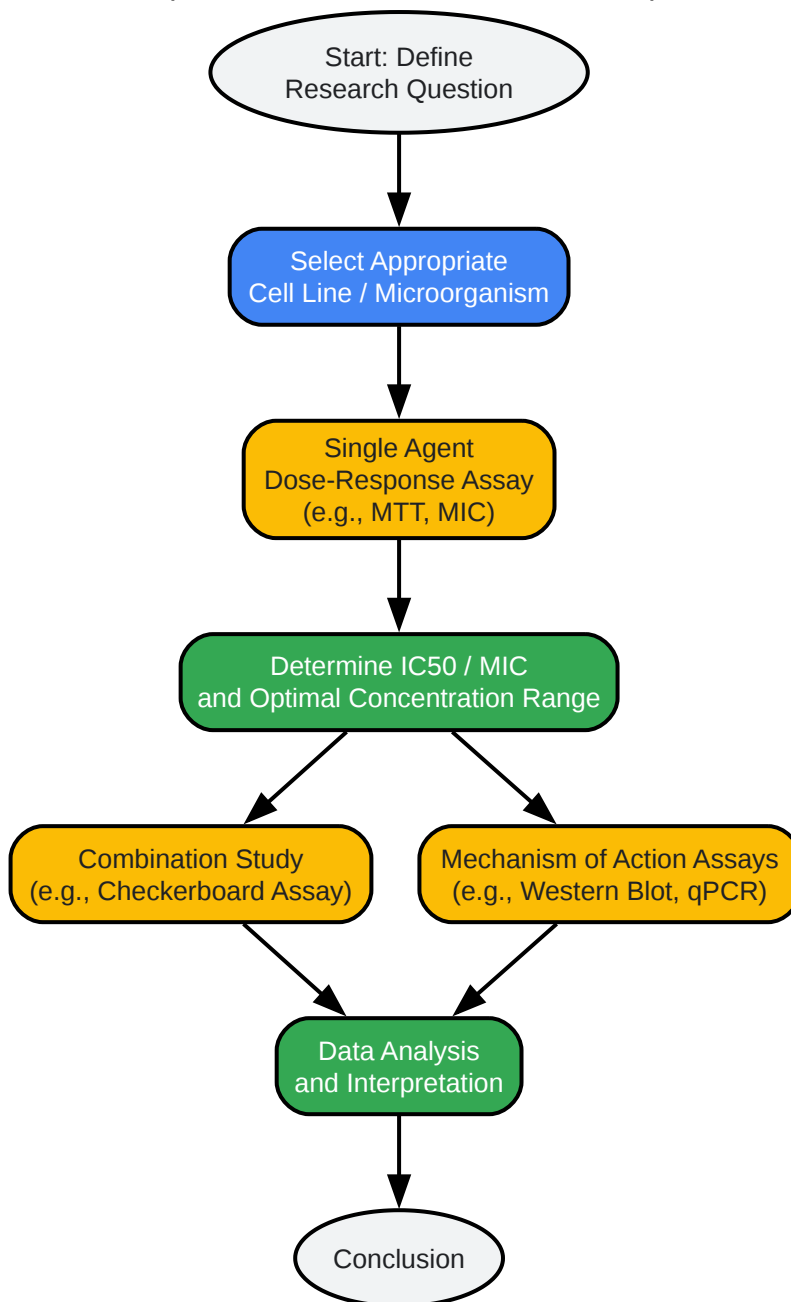 Start: Define
Research Question
Select Appropriate
Cell Line / Microorganism
Single Agent
Dose-Response Assay
(e.g., MTT, MIC)
Determine IC50 / MIC
and Optimal Concentration Range
Combination Study
(e.g., Checkerboard Assay)
Mechanism of Action Assays
(e.g., Western Blot, qPCR)
Data Analysis
and Interpretation
Conclusion